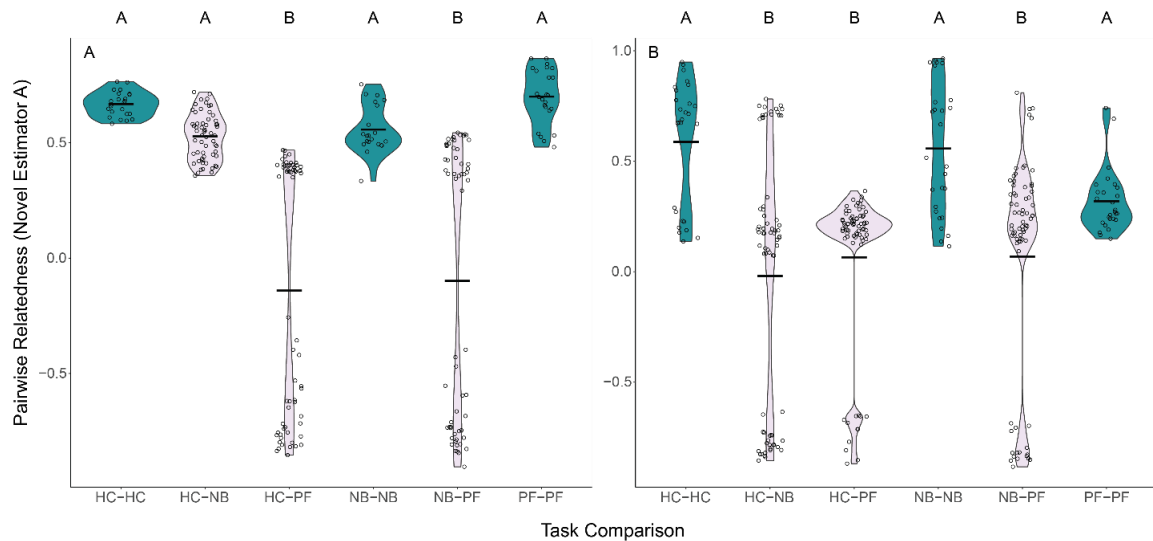 A A B A B A A B B A B A
A B
1.0
0.5 0.5
0.0 0.0
−0.5 −0.5
Pairwise Relatedness (Novel Estimator A)
HC−HC HC−NB HC−PF NB−NB NB−PF PF−PF HC−HC HC−NB HC−PF NB−NB NB−PF PF−PF
Task Comparison